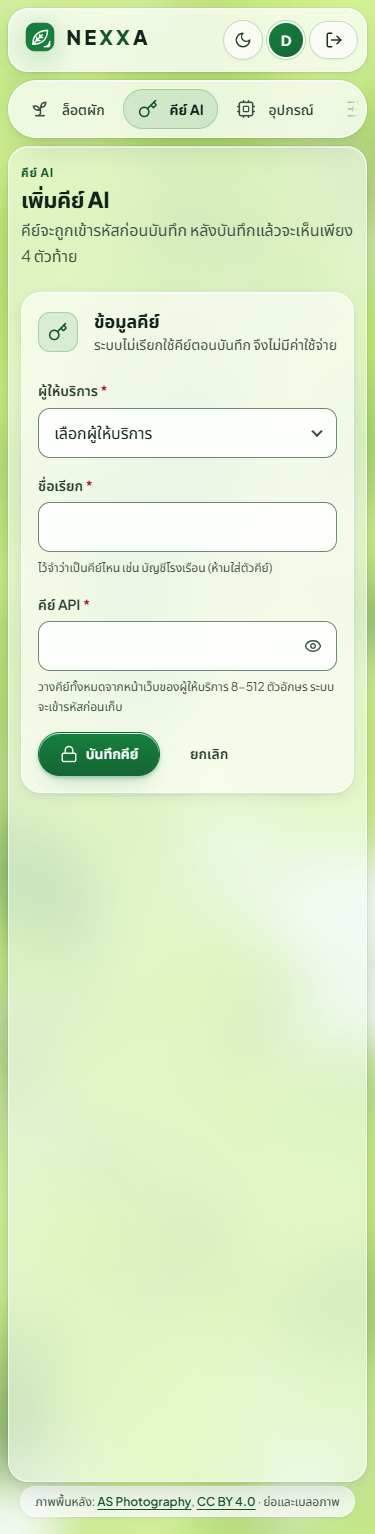 NEXXA
D
ล็อตผัก
คีย์ AI
อุปกรณ์
คีย์ AI
เพิ่มคีย์ AI
คีย์จะถูกเข้ารหัสก่อนบันทึก หลังบันทึกแล้วจะเห็นเพียง
4 ตัวท้าย
ข้อมูลคีย์
ระบบไม่เรียกใช้คีย์ตอนบันทึก จึงไม่มีค่าใช้จ่าย
ผู้ให้บริการ *
เลือกผู้ให้บริการ
ชื่อเรียก *
ไว้จำว่าเป็นคีย์ไหน เช่น บัญชีโรงเรือน (ห้ามใส่ตัวคีย์)
คีย์ API *
วางคีย์ทั้งหมดจากหน้าเว็บของผู้ให้บริการ 8–512 ตัวอักษร ระบบ
จะเข้ารหัสก่อนเก็บ
บันทึกคีย์
ยกเลิก
ภาพพื้นหลัง: AS Photography, CC BY 4.0 · ย่อและเบลอภาพ